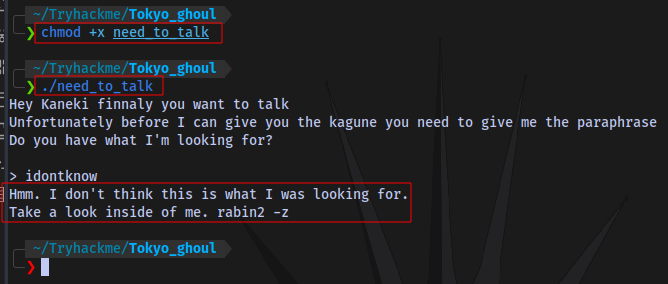 ~/Tryhackme/Tokyo_ghoul
❯ chmod +x need_to_talk
~/Tryhackme/Tokyo_ghoul
❯ ./need_to_talk
Hey Kaneki finnaly you want to talk
Unfortunately before I can give you the kagune you need to give me the paraphrase
Do you have what I'm looking for?
> idontknow
Hmm. I don't think this is what I was looking for.
Take a look inside of me. rabin2 -z
~/Tryhackme/Tokyo_ghoul
❯